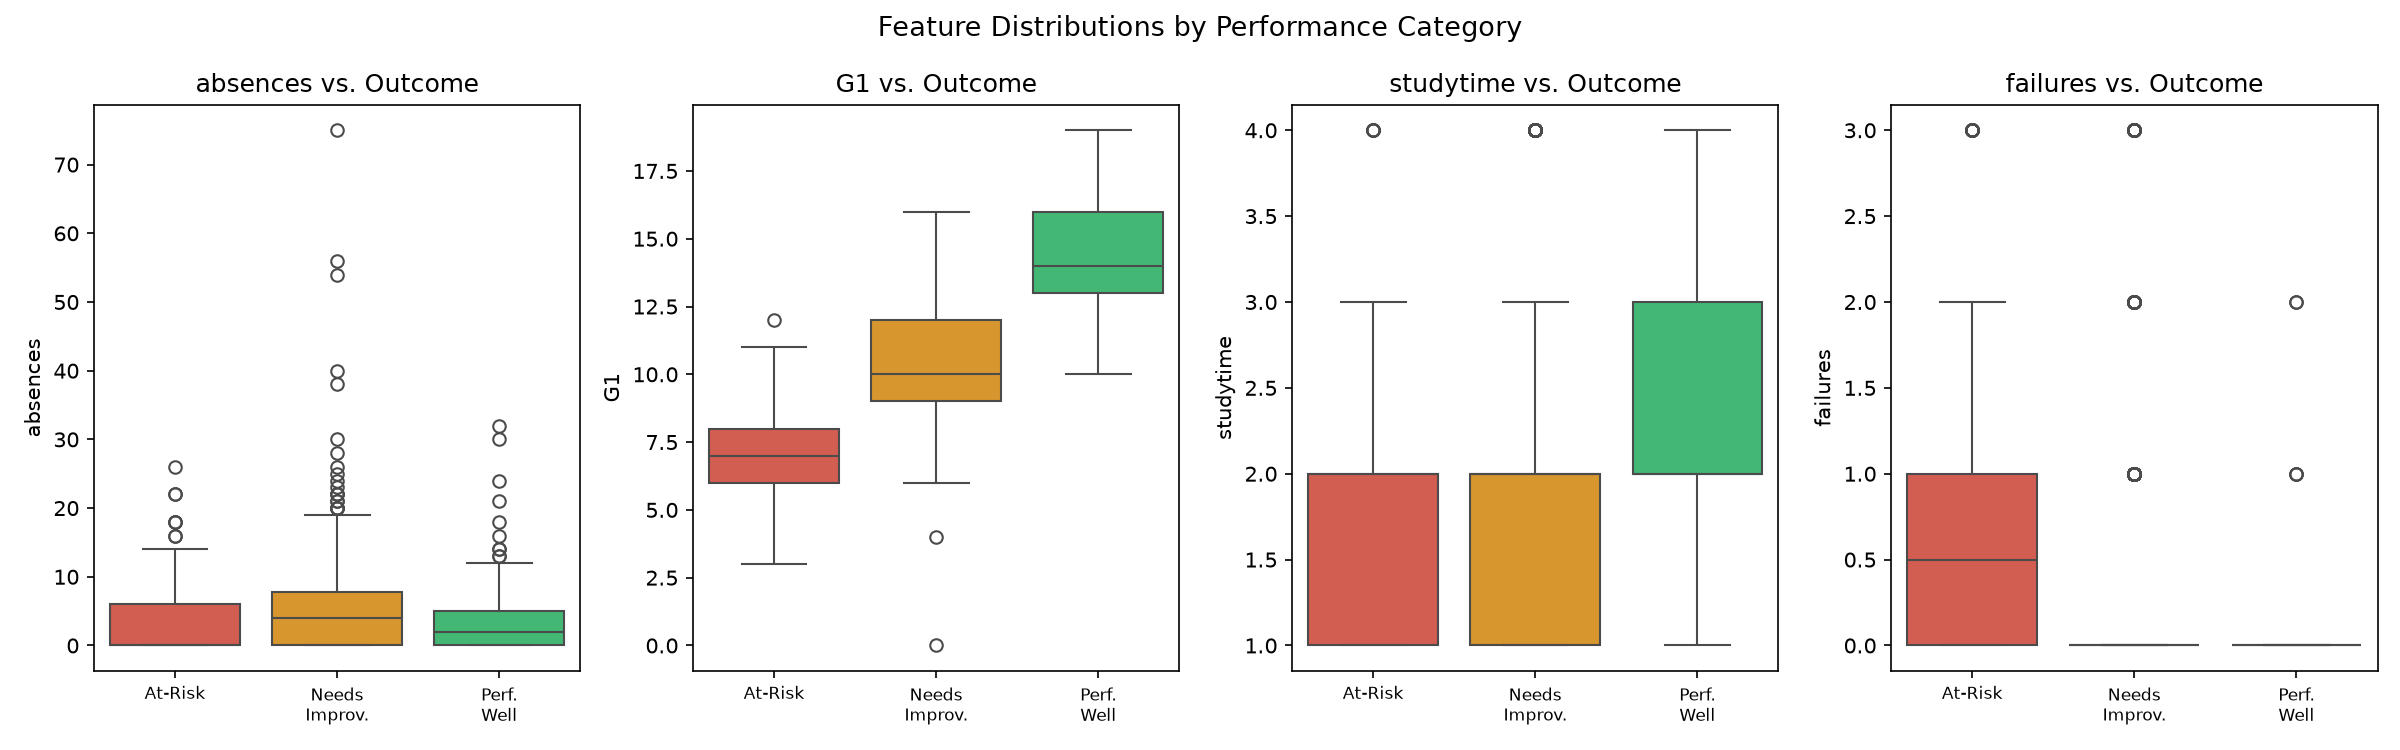 Feature Distributions by Performance Category
absences vs. Outcome
absences
70
60
50
40
30
20
10
0
At-Risk
Needs
Improv.
Perf.
Well
G1 vs. Outcome
G1
17.5
15.0
12.5
10.0
7.5
5.0
2.5
0.0
At-Risk
Needs
Improv.
Perf.
Well
studytime vs. Outcome
studytime
4.0
3.5
3.0
2.5
2.0
1.5
1.0
At-Risk
Needs
Improv.
Perf.
Well
failures vs. Outcome
failures
3.0
2.5
2.0
1.5
1.0
0.5
0.0
At-Risk
Needs
Improv.
Perf.
Well